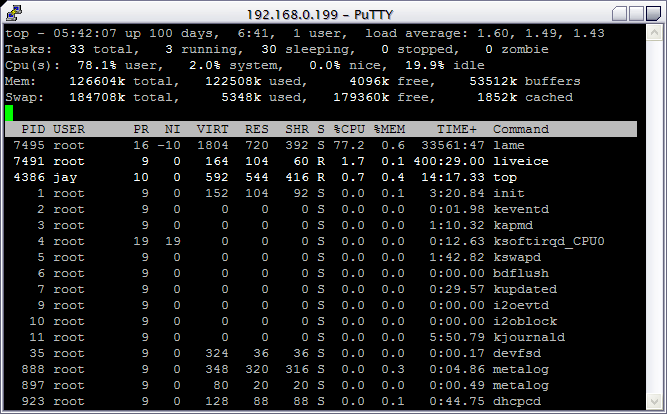 192.168.0.199 - PuTTY
top - 05:42:07 up 100 days,  6:41,  1 user,  load average: 1.60, 1.49, 1.43
Tasks:  33 total,   3 running,  30 sleeping,   0 stopped,   0 zombie
Cpu(s):  78.1% user,   2.0% system,   0.0% nice,  19.9% idle
Mem:    126604k total,   122508k used,     4096k free,    53512k buffers
Swap:   184708k total,     5348k used,   179360k free,     1852k cached
PID USER      PR  NI  VIRT  RES  SHR S %CPU %MEM    TIME+  Command
7495 root      16 -10  1804  720  392 S 77.2  0.6  33561:47 lame
7491 root       9   0   164  104   60 R  1.7  0.1 400:29.00 liveice
4386 jay       10   0   592  544  416 R  0.7  0.4  14:17.33 top
1 root       9   0   152  104   92 S  0.0  0.1   3:20.84 init
2 root       9   0     0    0    0 S  0.0  0.0   0:01.98 keventd
3 root       9   0     0    0    0 S  0.0  0.0   1:10.32 kapmd
4 root      19  19     0    0    0 S  0.0  0.0   0:12.63 ksoftirqd_CPU0
5 root       9   0     0    0    0 S  0.0  0.0   1:42.82 kswapd
6 root       9   0     0    0    0 S  0.0  0.0   0:00.00 bdflush
7 root       9   0     0    0    0 S  0.0  0.0   0:29.57 kupdated
9 root       9   0     0    0    0 S  0.0  0.0   0:00.00 i2oevtd
10 root       9   0     0    0    0 S  0.0  0.0   0:00.00 i2oblock
11 root       9   0     0    0    0 S  0.0  0.0   5:50.79 kjournald
35 root       9   0   324   36   36 S  0.0  0.0   0:00.17 devfsd
888 root       9   0   348  320  316 S  0.0  0.3   0:04.86 metalog
897 root       9   0    80   20   20 S  0.0  0.0   0:00.49 metalog
923 root       9   0   128   88   88 S  0.0  0.1   0:44.75 dhcpcd